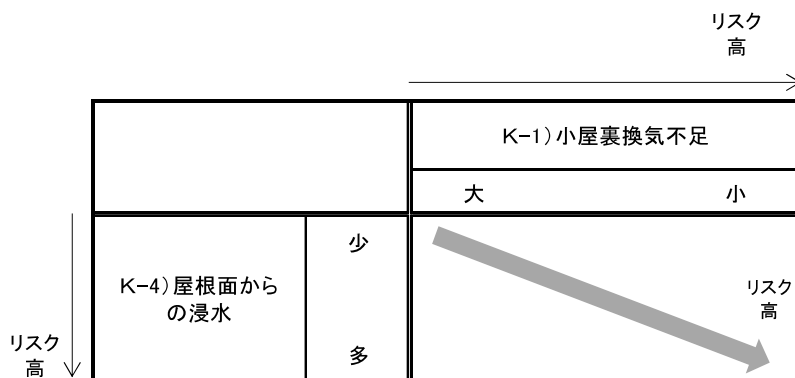 リスク
高
K-1)小屋裏換気不足
大 小
少
K-4)屋根面から
の浸水
多
リスク
高
リスク
高